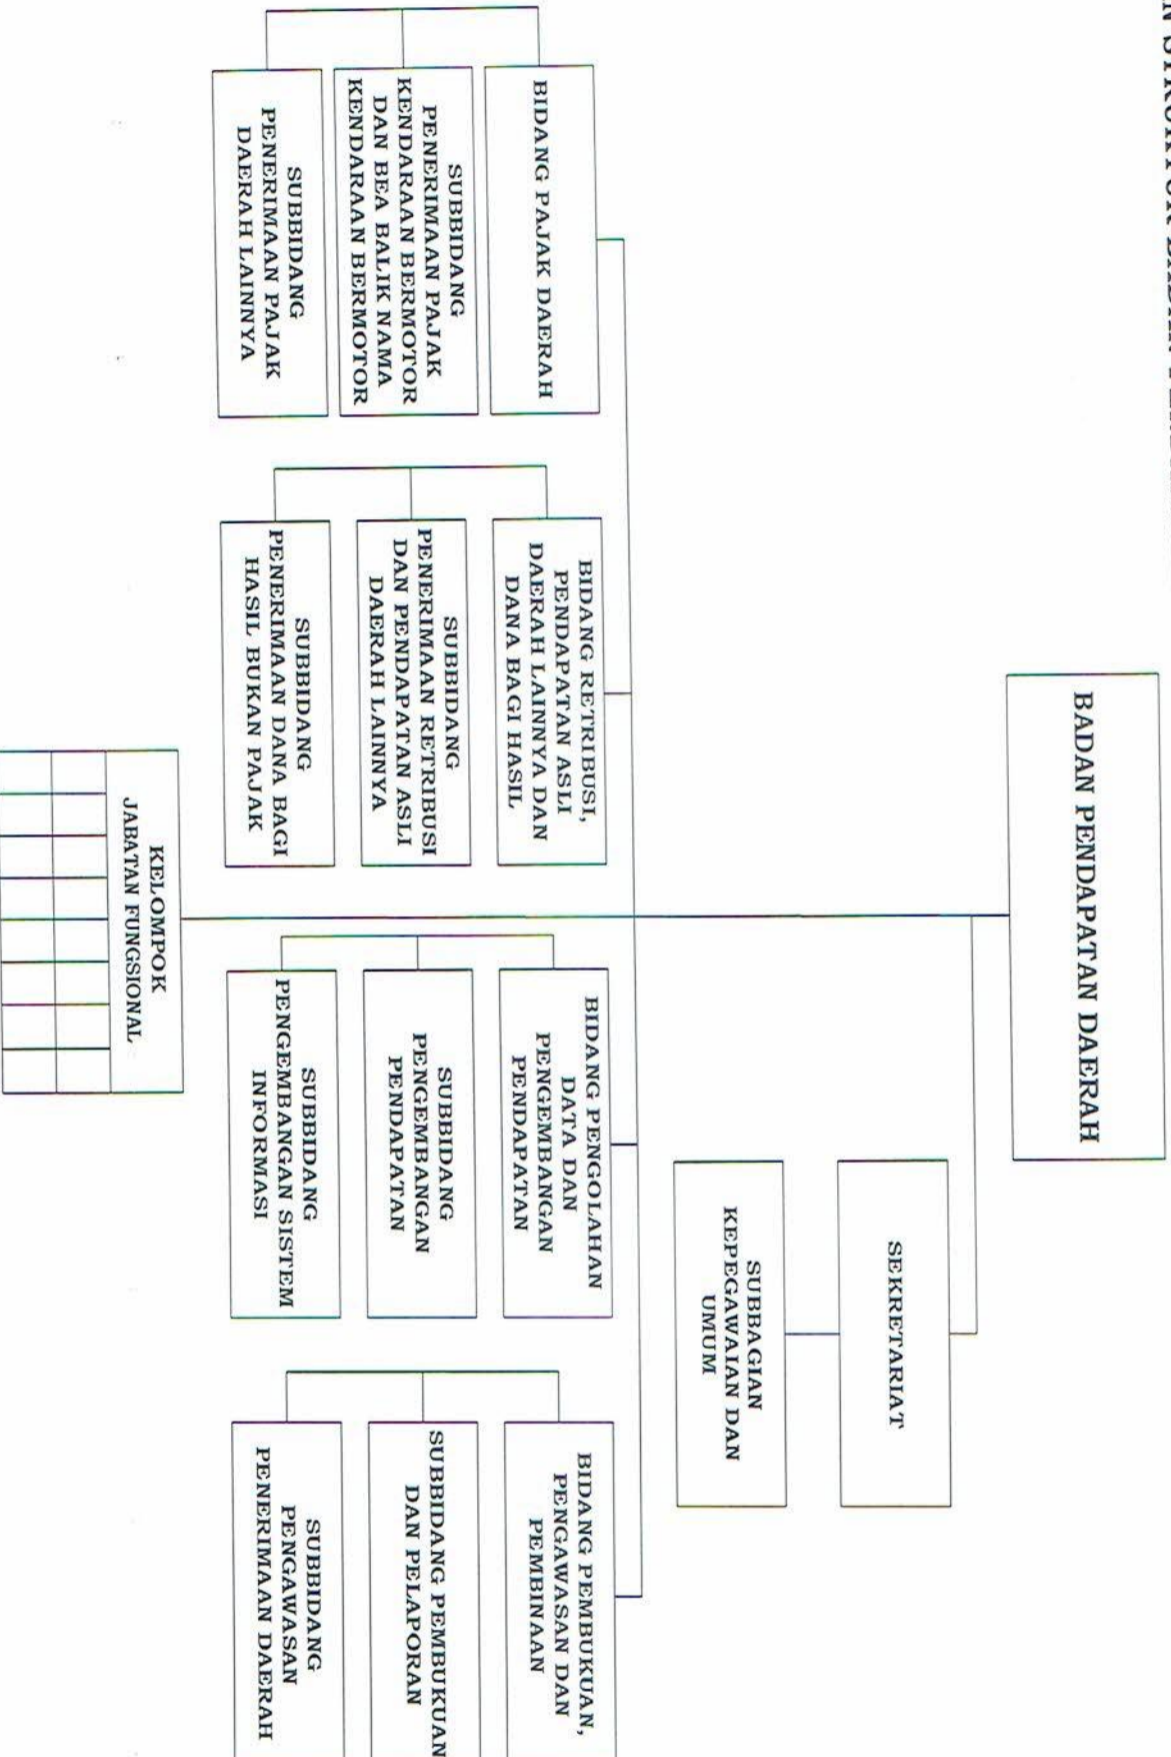 BADAN PENDAPATAN DAERAH
SEKRETARIAT
SUBBAGIAN
KEPEGAWAIAN DAN
UMUM
BIDANG PAJAK DAERAH
SUBBIDANG
PENERIMAAN PAJAK
KENDARAAN BERMOTOR
DAN BEA BALIK NAMA
KENDARAAN BERMOTOR
SUBBIDANG
PENERIMAAN PAJAK
DAERAH LAINNYA
BIDANG RETRIBUSI,
PENDAPATAN ASLI
DAERAH LAINNYA DAN
DANA BAGI HASIL
SUBBIDANG
PENERIMAAN RETRIBUSI
DAN PENDAPATAN ASLI
DAERAH LAINNYA
SUBBIDANG
PENERIMAAN DANA BAGI
HASIL BUKAN PAJAK
BIDANG PENGOLAHAN
DATA DAN
PENGEMBANGAN
PENDAPATAN
SUBBIDANG
PENGEMBANGAN
PENDAPATAN
SUBBIDANG
PENGEMBANGAN SISTEM
INFORMASI
BIDANG PEMBUKUAN,
PENGAWASAN DAN
PEMBINAAN
SUBBIDANG PEMBUKUAN
DAN PELAPORAN
SUBBIDANG
PENGAWASAN
PENERIMAAN DAERAH
KELOMPOK
JABATAN FUNGSIONAL